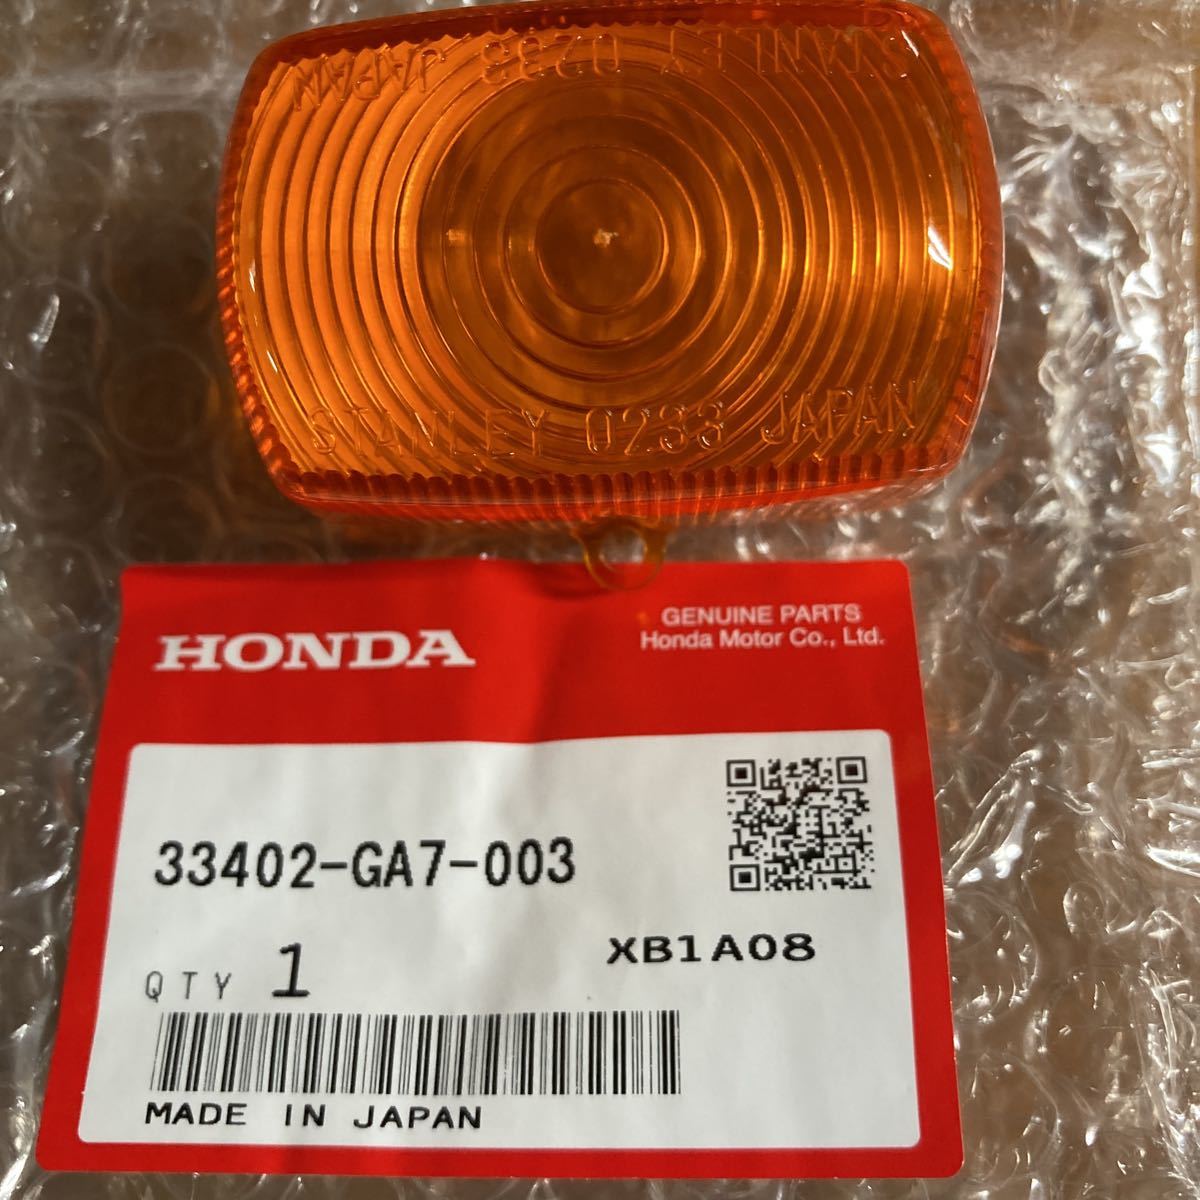 STANLEY 0233 JAPAN
STANLEY 0233 JAPAN
HONDA
GENUINE PARTS
Honda Motor Co., Ltd.
33402-GA7-003
XB1A08
QTY 1
MADE IN JAPAN